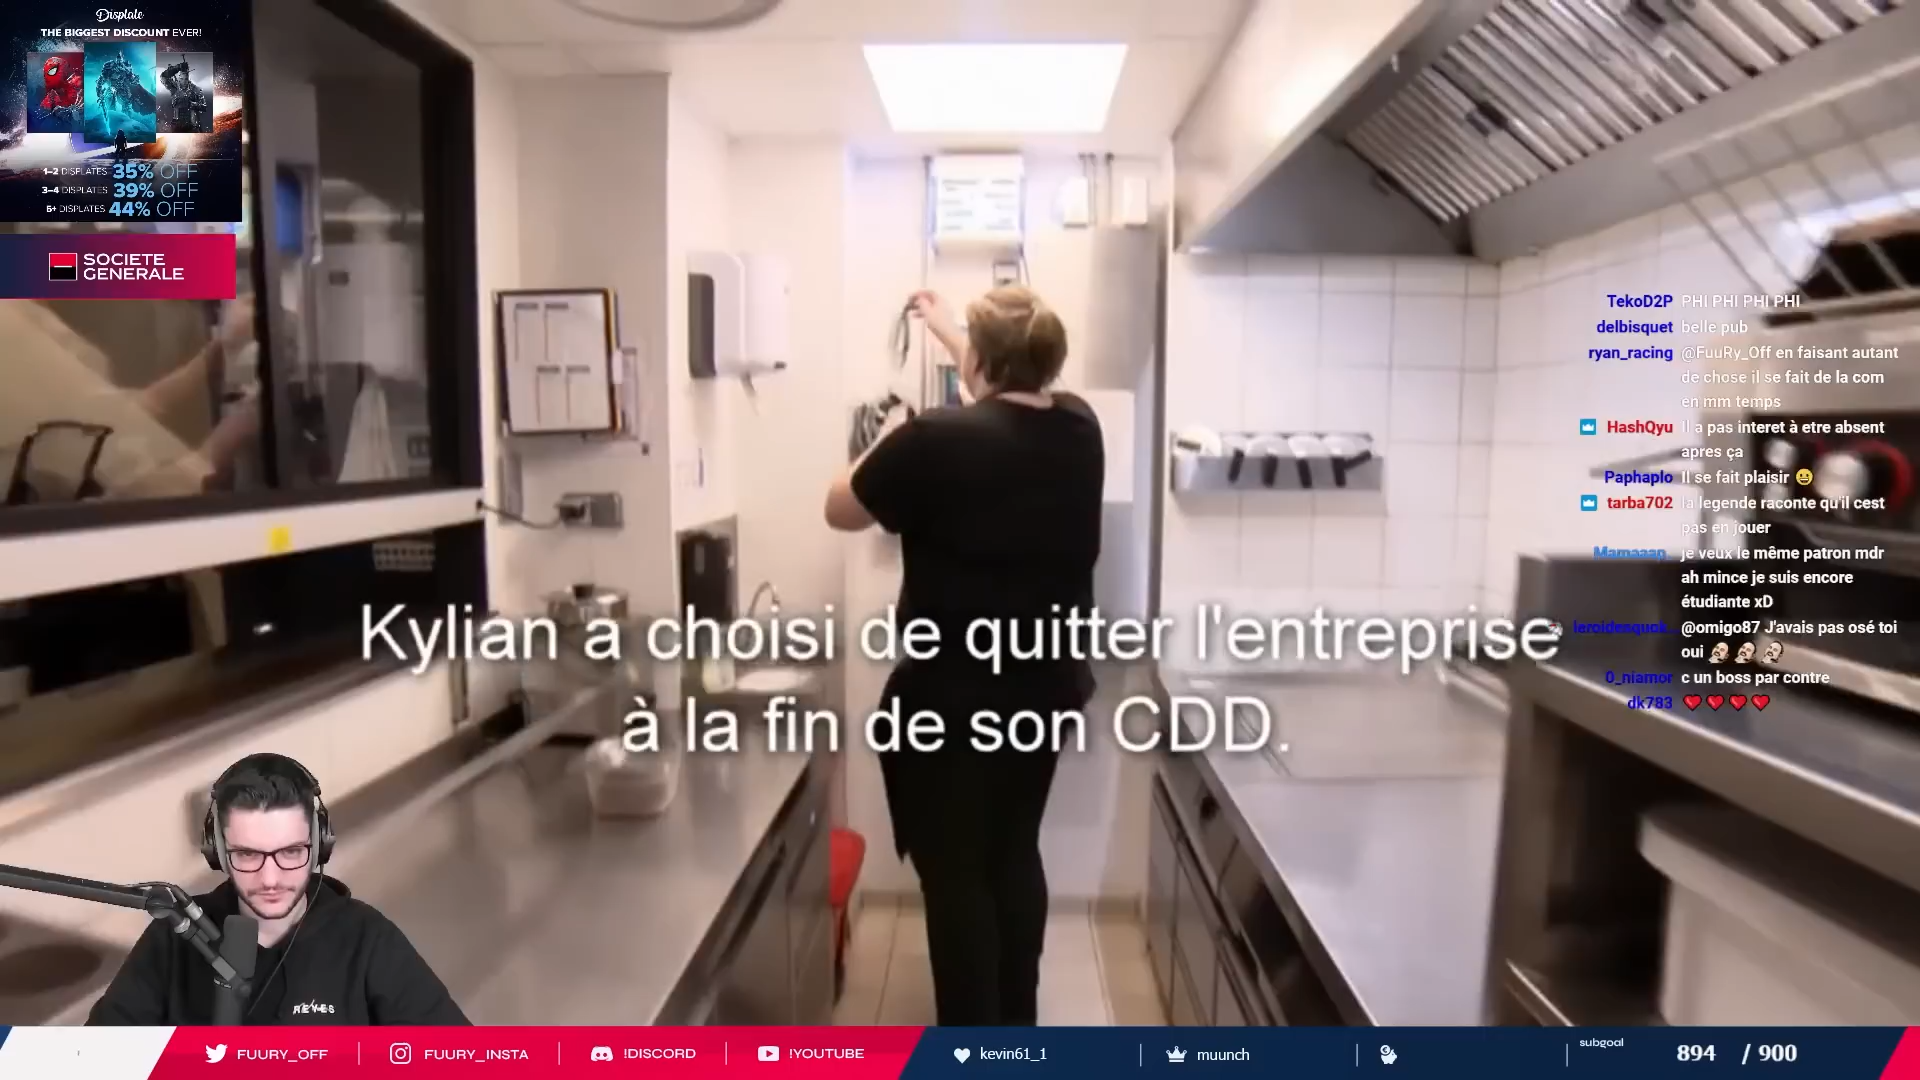 Displate
THE BIGGEST DISCOUNT EVER!
1-2 DISPLATES 35% OFF
3-4 DISPLATES 39% OFF
5+ DISPLATES 44% OFF
SOCIETE
GENERALE
TekoD2P PHI PHI PHI PHI
delbisquet belle pub
ryan_racing @FuuRy_Off en faisant autant
de chose il se fait de la com
en mm temps
HashQyu Il a pas interet à etre absent
apres ça
Paphaplo Il se fait plaisir
tarba702 la legende raconte qu'il cest
pas en jouer
je veux le même patron mdr
ah mince je suis encore
étudiante xD
@omigo87 J'avais pas osé toi
oui
0_niamor c un boss par contre
dk783
Kylian a choisi de quitter l'entreprise
à la fin de son CDD.
REVES
FUURY_OFF
FUURY_INSTA
!DISCORD
!YOUTUBE
kevin61_1
muunch
subgoal
894 / 900